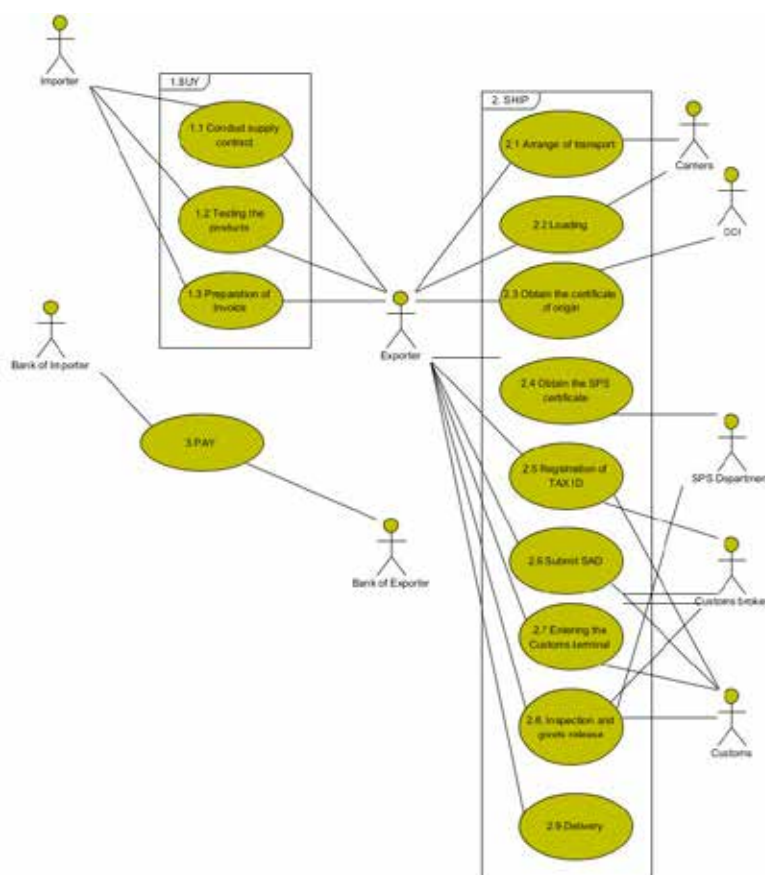 Importer
1.BUY
1.1 Conduct supply
contract
1.2 Testing the
products
1.3 Preparation of
Invoice
Bank of Importer
3.PAY
Bank of Exporter
Exporter
2. SHIP
2.1 Arrange of transport
2.2 Loading
2.3 Obtain the certificate
of origin
2.4 Obtain the SPS
certificate
2.5 Registration of
TAX ID
2.6 Submit SAD
2.7 Entering the
Customs terminal
2.8. Inspection and
goods release
2.9 Delivery
Carriers
CCI
SPS Department
Customs broke
Customs